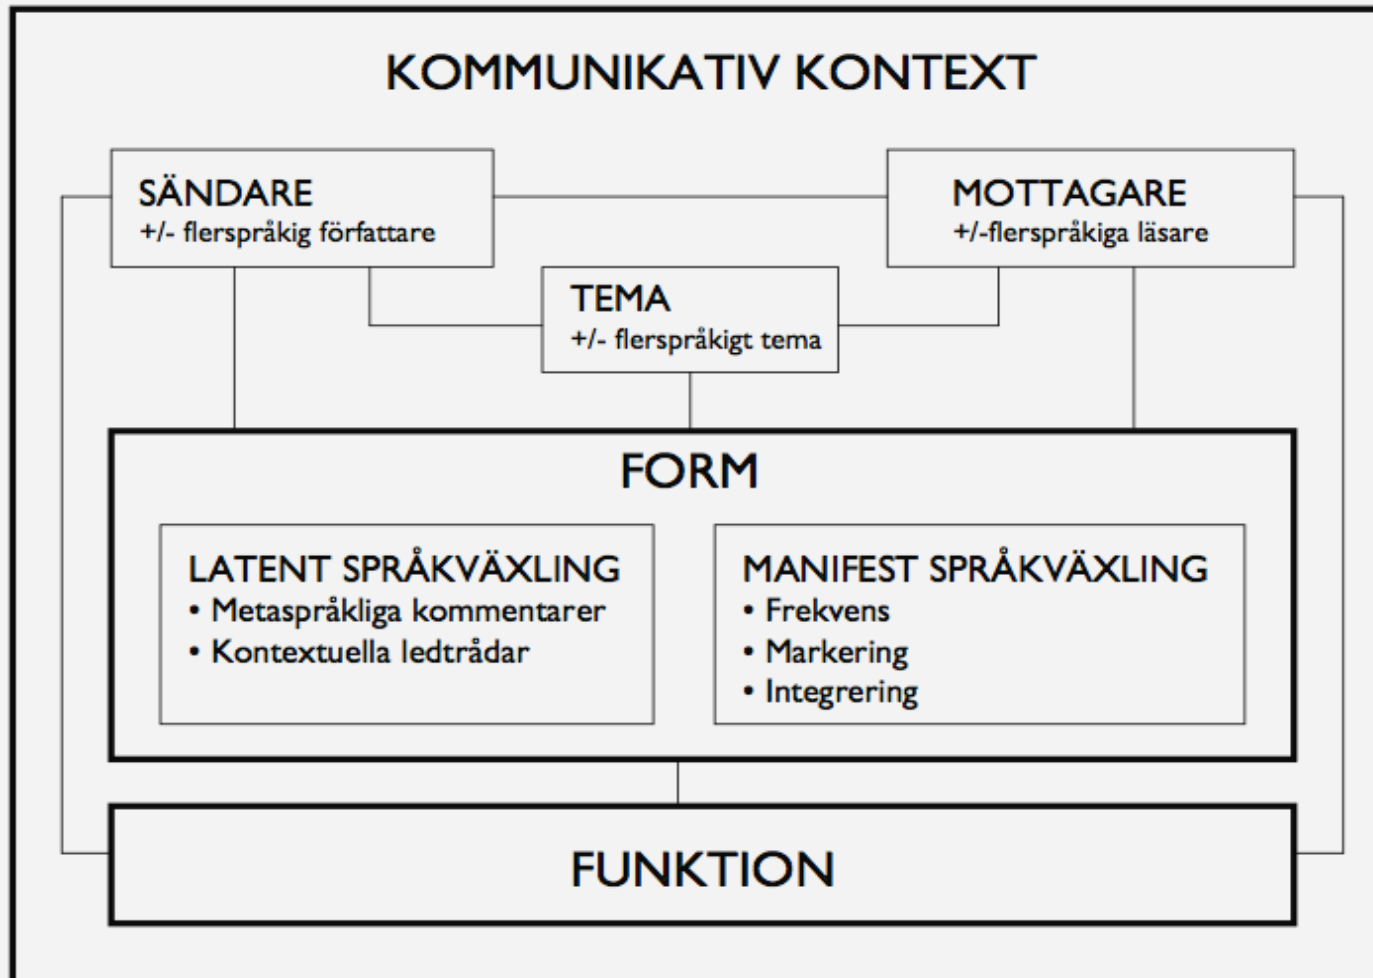 KOMMUNIKATIV KONTEXT
SÄNDARE
+/- flerspråkig författare
MOTTAGARE
+/-flerspråkiga läsare
TEMA
+/- flerspråkigt tema
FORM
LATENT SPRÅKVÄXLING
• Metaspråkliga kommentarer
• Kontextuella ledtrådar
MANIFEST SPRÅKVÄXLING
• Frekvens
• Markering
• Integrering
FUNKTION